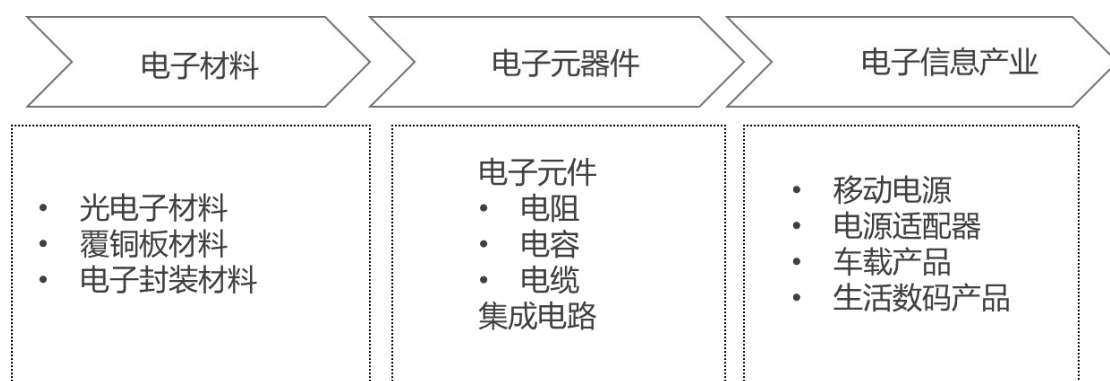 电子材料
电子元器件
电子信息产业
• 光电子材料
• 覆铜板材料
• 电子封装材料
电子元件
• 电阻
• 电容
• 电缆
集成电路
• 移动电源
• 电源适配器
• 车载产品
• 生活数码产品